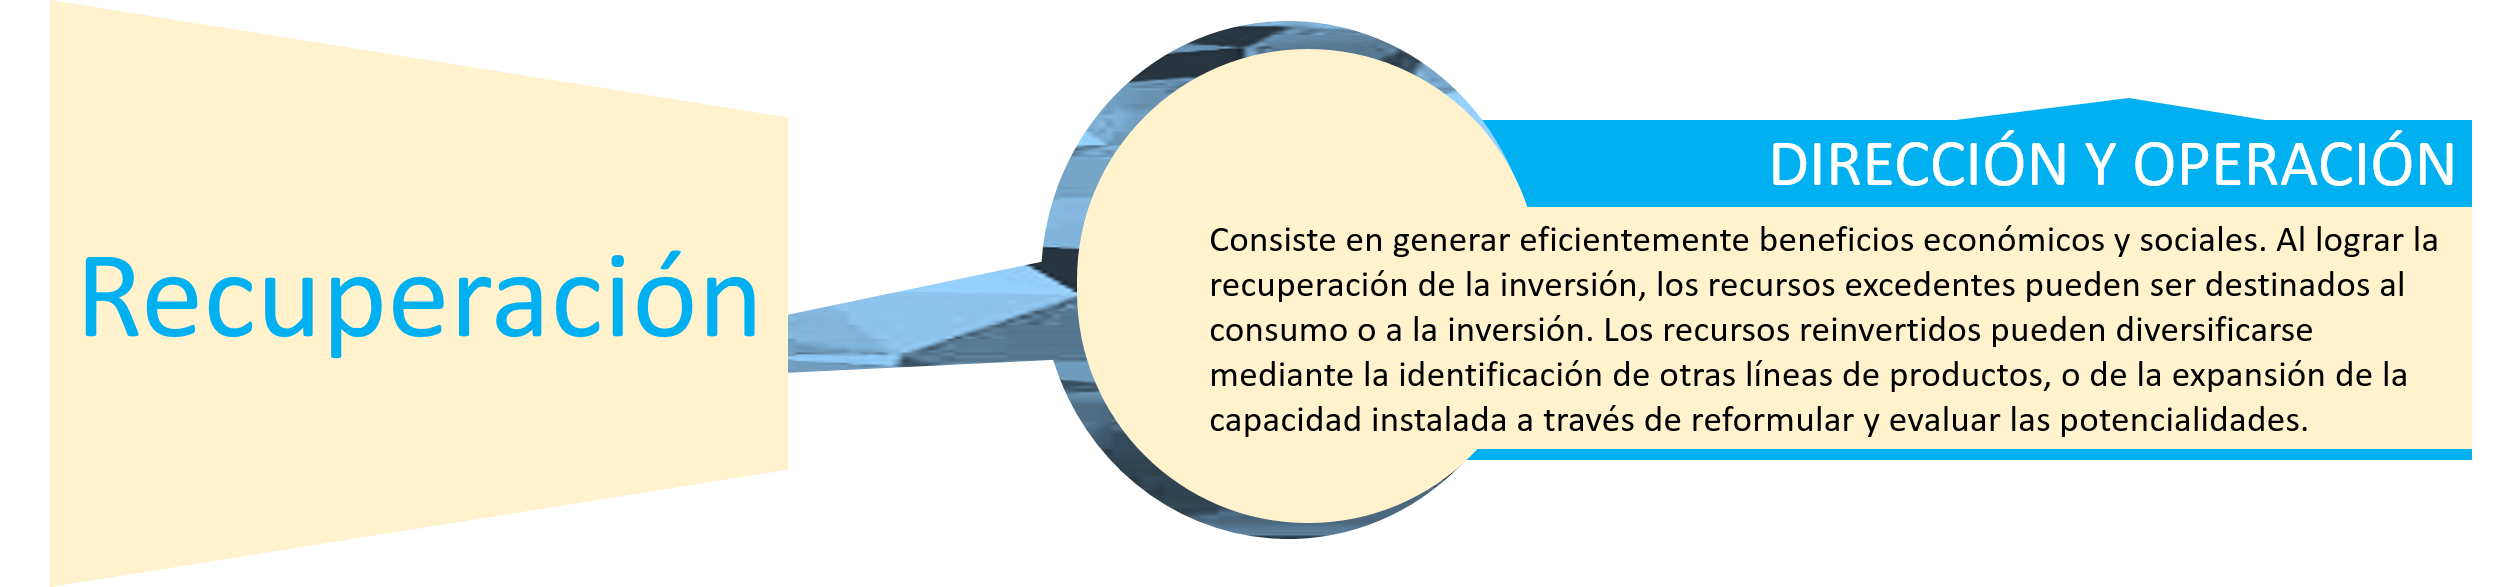 Recuperación
DIRECCIÓN Y OPERACIÓN
Consiste en generar eficientemente beneficios económicos y sociales. Al lograr la
recuperación de la inversión, los recursos excedentes pueden ser destinados al
consumo o a la inversión. Los recursos reinvertidos pueden diversificarse
mediante la identificación de otras líneas de productos, o de la expansión de la
capacidad instalada a través de reformular y evaluar las potencialidades.